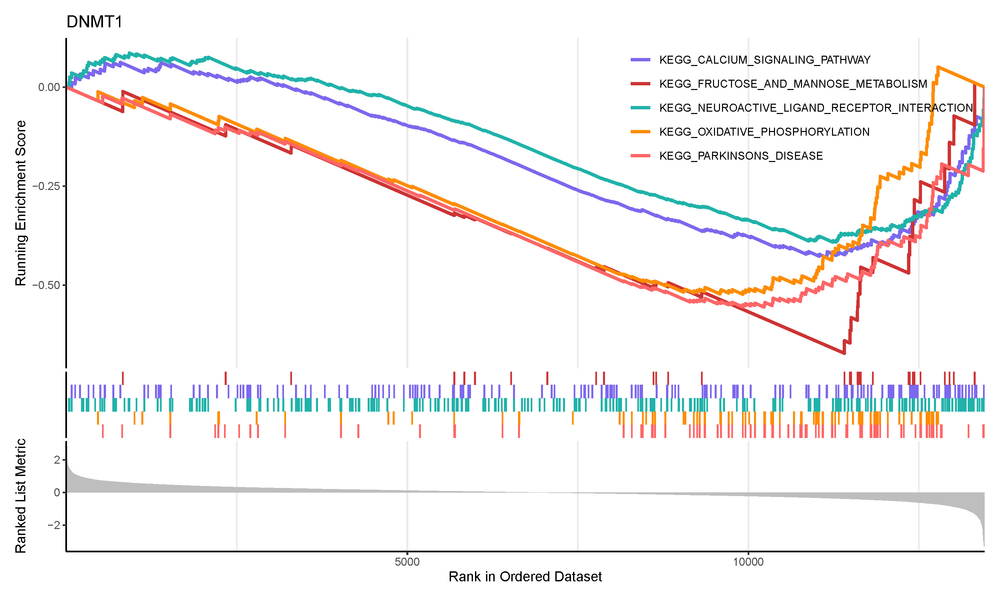 DNMT1
Running Enrichment Score
0.00
−0.25
−0.50
KEGG_CALCIUM_SIGNALING_PATHWAY
KEGG_FRUCTOSE_AND_MANNOSE_METABOLISM
KEGG_NEUROACTIVE_LIGAND_RECEPTOR_INTERACTION
KEGG_OXIDATIVE_PHOSPHORYLATION
KEGG_PARKINSONS_DISEASE
Ranked List Metric
2
0
−2
5000
10000
Rank in Ordered Dataset